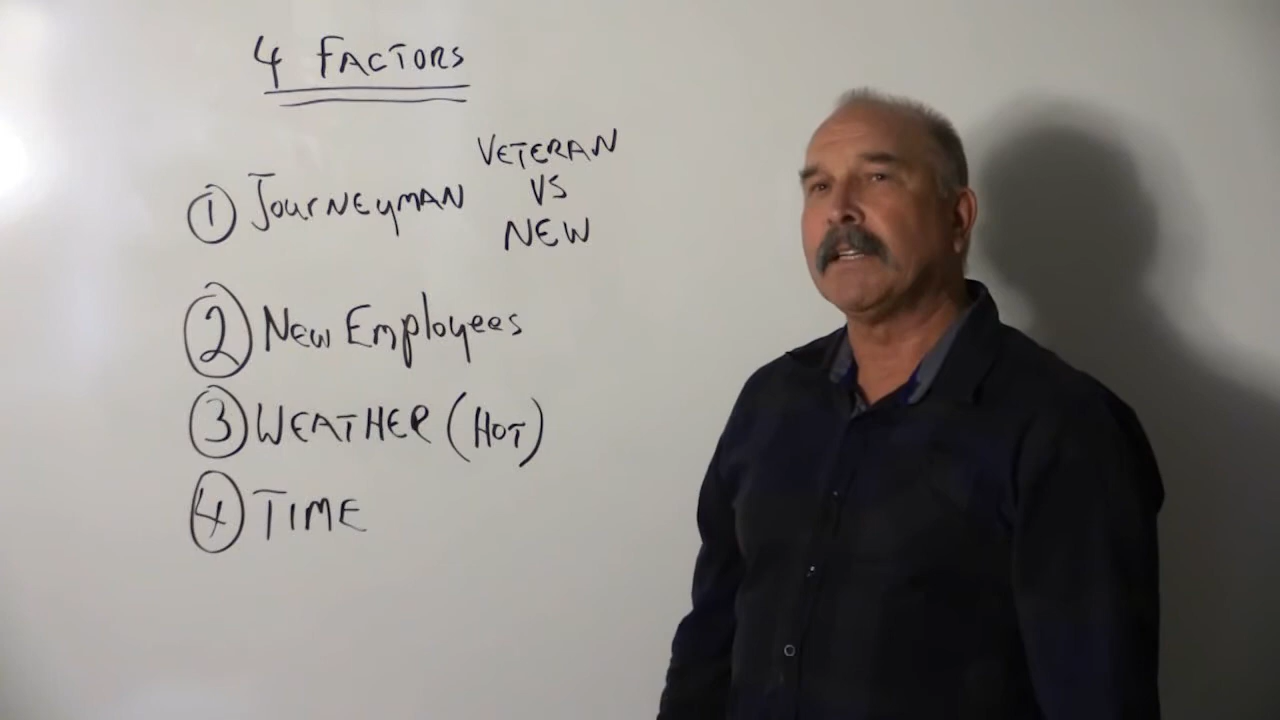 4 FACTORS
① JOURNEYMAN
VETERAN
VS
NEW
② New Employees
③ WEATHER (HOT)
④ TIME